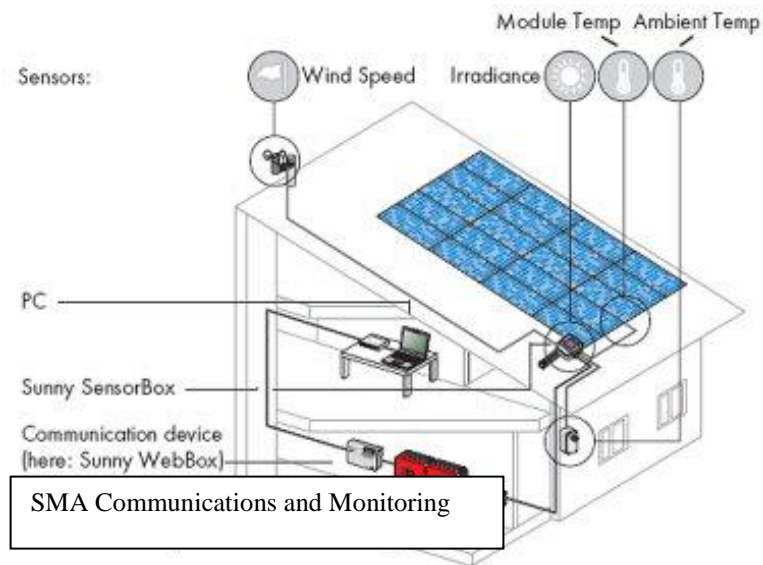 Module Temp Ambient Temp
Sensors:
Wind Speed
Irradiance
PC
Sunny SensorBox
Communication device
(here: Sunny WebBox)
SMA Communications and Monitoring